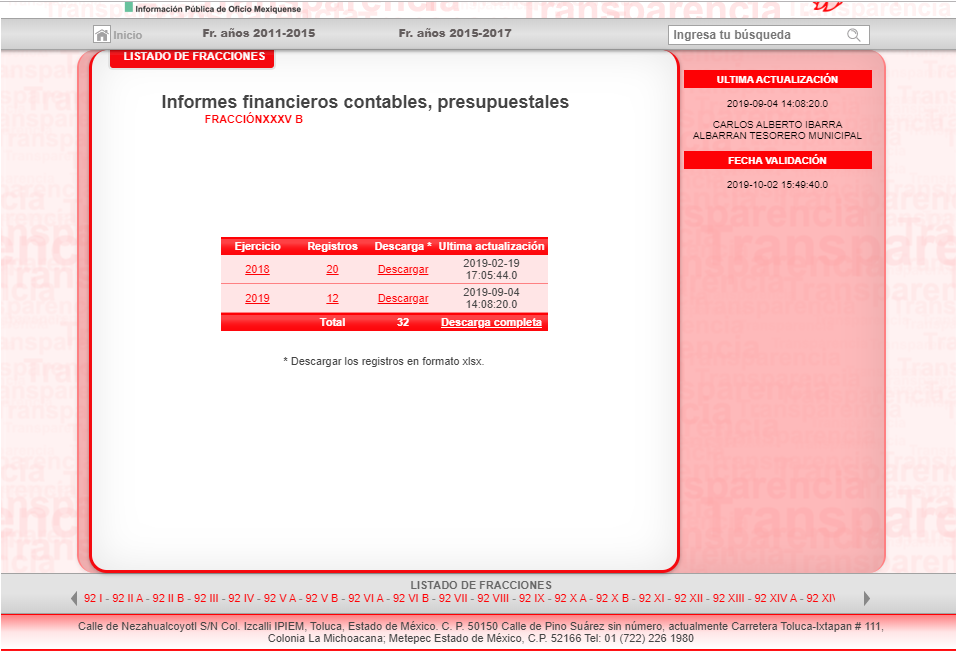 Información Pública de Oficio Mexiquense
Inicio
Fr. años 2011-2015
Fr. años 2015-2017
Ingresa tu búsqueda
LISTADO DE FRACCIONES
Informes financieros contables, presupuestales
FRACCIÓNXXXV B
Ejercicio Registros Descarga * Ultima actualización
2018 20 Descargar 2019-02-19
17:05:44.0
2019 12 Descargar 2019-09-04
14:08:20.0
Total 32 Descarga completa
* Descargar los registros en formato xlsx.
ULTIMA ACTUALIZACIÓN
2019-09-04 14:08:20.0
CARLOS ALBERTO IBARRA
ALBARRAN TESORERO MUNICIPAL
FECHA VALIDACIÓN
2019-10-02 15:49:40.0
LISTADO DE FRACCIONES
92 I - 92 II A - 92 II B - 92 III - 92 IV - 92 V A - 92 V B - 92 VI A - 92 VI B - 92 VII - 92 VIII - 92 IX - 92 X A - 92 X B - 92 XI - 92 XII - 92 XIII - 92 XIV A - 92 XIV
Calle de Nezahualcoyotl S/N Col. Izcalli IPIEM, Toluca, Estado de México. C. P. 50150 Calle de Pino Suárez sin número, actualmente Carretera Toluca-Ixtapan # 111,
Colonia La Michoacana; Metepec Estado de México, C.P. 52166 Tel: 01 (722) 226 1980